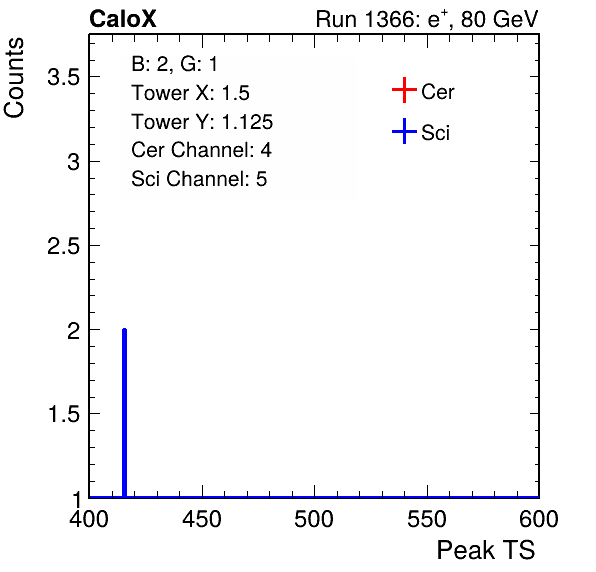 CaloX Run 1366: e⁺, 80 GeV
Counts
B: 2, G: 1
Tower X: 1.5
Tower Y: 1.125
Cer Channel: 4
Sci Channel: 5
Cer
Sci
3.5
3
2.5
2
1.5
1
400 450 500 550 600
Peak TS